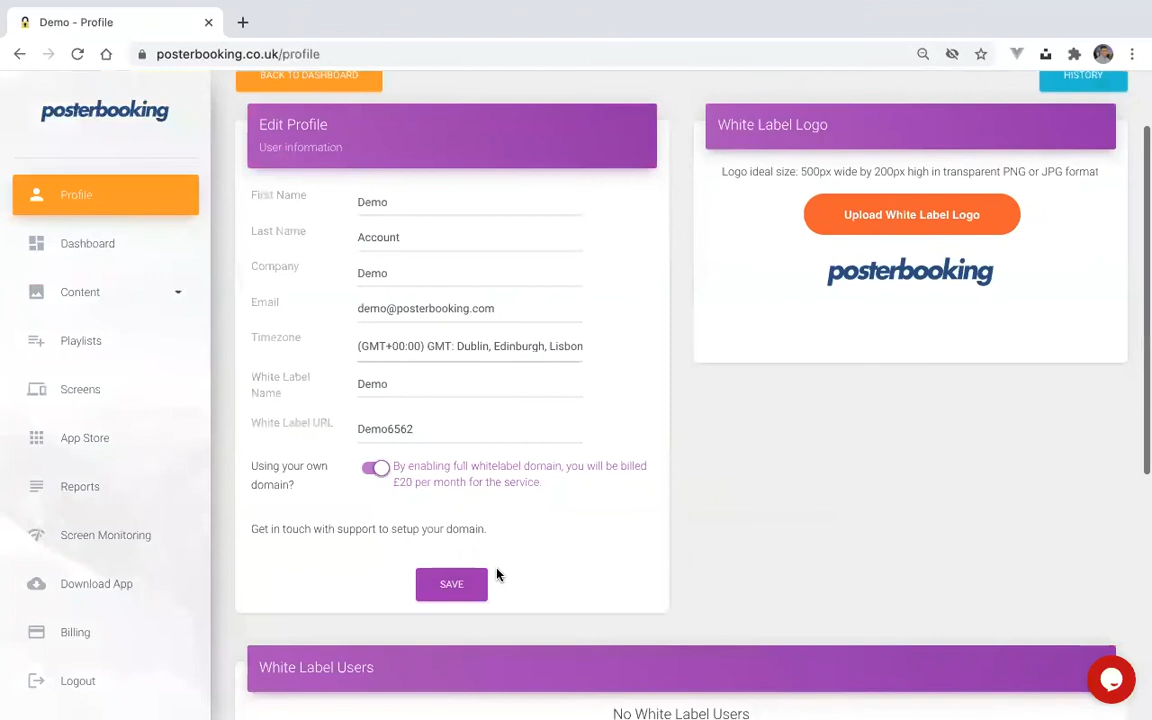 Demo - Profile
posterbooking.co.uk/profile
posterbooking
BACK TO DASHBOARD
HISTORY
Profile
Dashboard
Content
Playlists
Screens
App Store
Reports
Screen Monitoring
Download App
Billing
Logout
Edit Profile
User information
First Name
Demo
Last Name
Account
Company
Demo
Email
demo@posterbooking.com
Timezone
(GMT+00:00) GMT: Dublin, Edinburgh, Lisbon
White Label
Name
Demo
White Label URL
Demo6562
Using your own
domain?
By enabling full whitelabel domain, you will be billed
£20 per month for the service.
Get in touch with support to setup your domain.
SAVE
White Label Logo
Logo ideal size: 500px wide by 200px high in transparent PNG or JPG format
Upload White Label Logo
posterbooking
White Label Users
No White Label Users